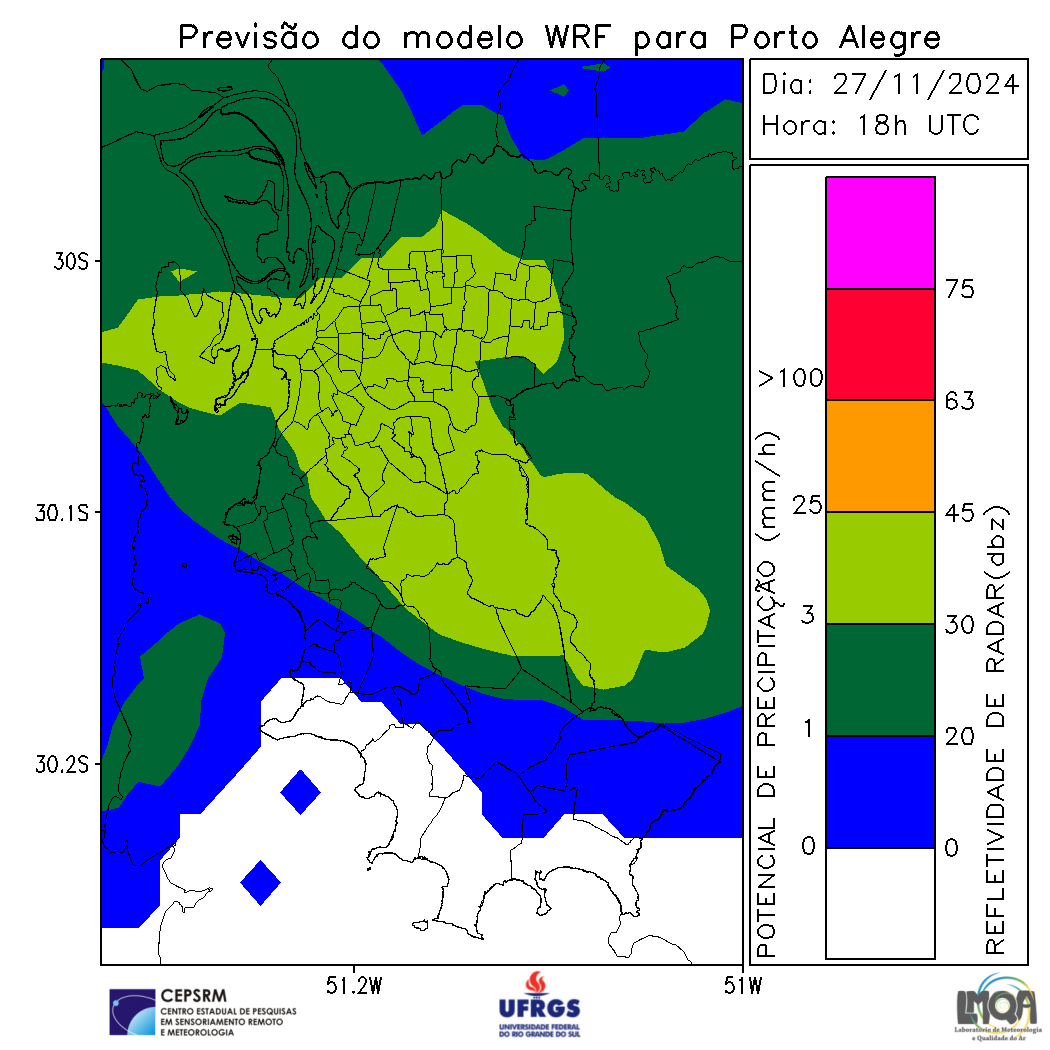 Previsão do modelo WRF para Porto Alegre
Dia: 27/11/2024
Hora: 18h UTC
30S
30.1S
30.2S
51.2W
51W
POTENCIAL DE PRECIPITAÇÃO (mm/h)
>100
25
3
1
0
75
63
45
30
20
0
REFLETIVIDADE DE RADAR(dbz)
CEPSRM
CENTRO ESTADUAL DE PESQUISAS
EM SENSORIAMENTO REMOTO
E METEOROLOGIA
UFRGS
UNIVERSIDADE FEDERAL
DO RIO GRANDE DO SUL
LMQA
Laboratório de Meteorologia
e Qualidade do Ar